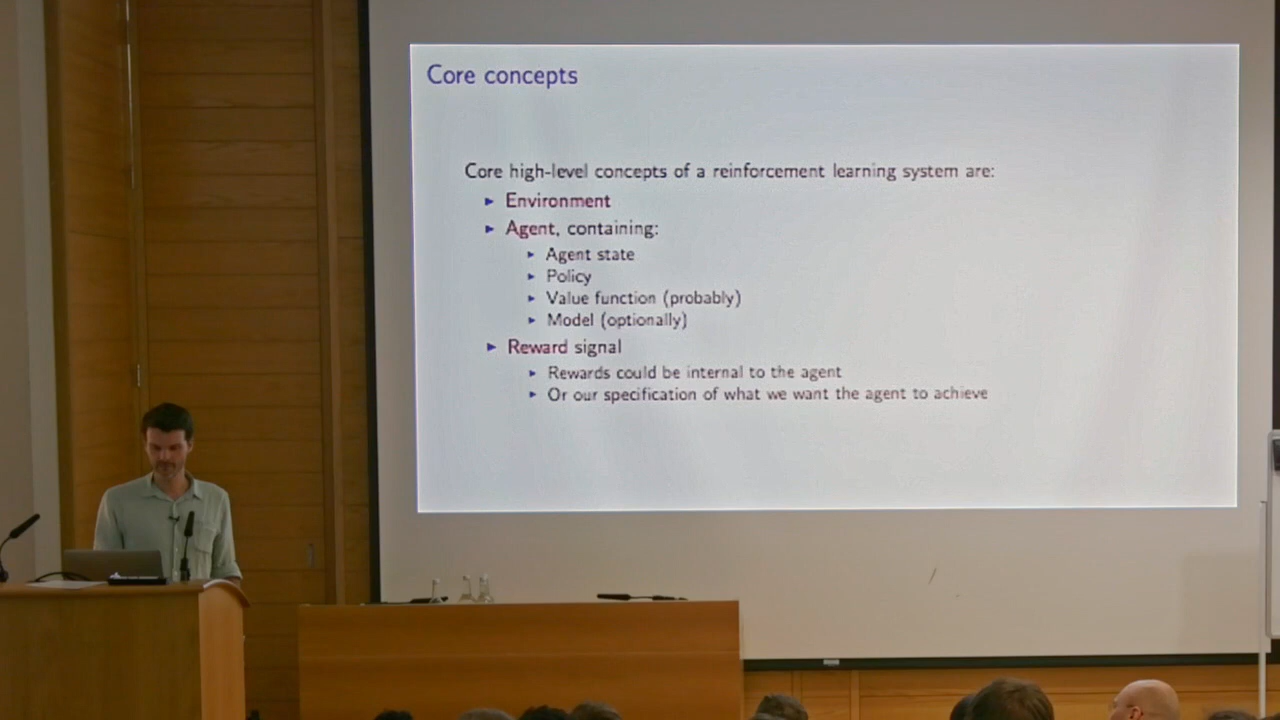 Core concepts
Core high-level concepts of a reinforcement learning system are:
▶ Environment
▶ Agent, containing:
▶ Agent state
▶ Policy
▶ Value function (probably)
▶ Model (optionally)
▶ Reward signal
▶ Rewards could be internal to the agent
▶ Or our specification of what we want the agent to achieve